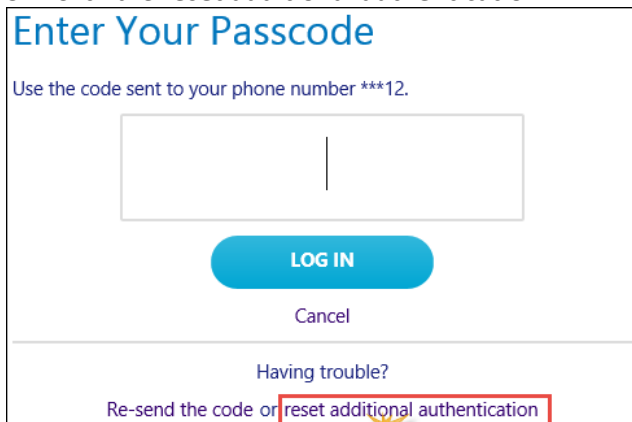 Enter Your Passcode
Use the code sent to your phone number ***12.
LOG IN
Cancel
Having trouble?
Re-send the code or reset additional authentication